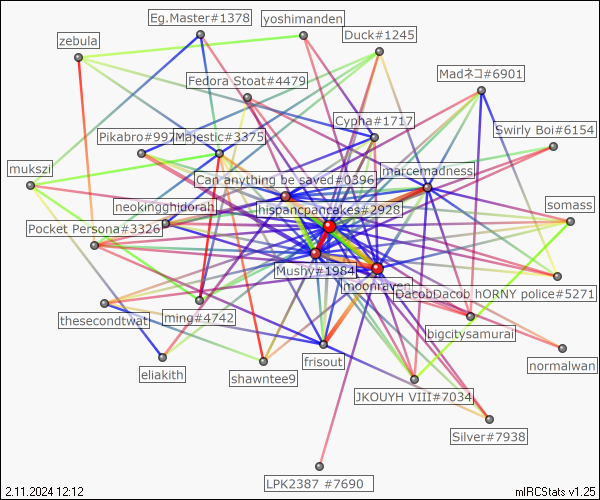 Eg.Master#1378
yoshimanden
Duck#1245
zebula
Madネコ#6901
Fedora Stoat#4479
Cypha#1717
Swirly Boi#6154
Pikabro#992
Majestc#3375
marcemadness
mukszi
Can anything be saved#0396
neokingghidorah
hispanicpancakes#2928
somass
Pocket Persona#3326
Mushy#1984
moonraven
DacobDacob hORNY police#5271
thesecondtwat
ming#4742
bigcitysamurai
eliakith
shawntee9
frisout
normalwan
JKOUYH VIII#7034
Silver#7938
LPK2387 #7690
2.11.2024 12:12
mIRCStats v1.25